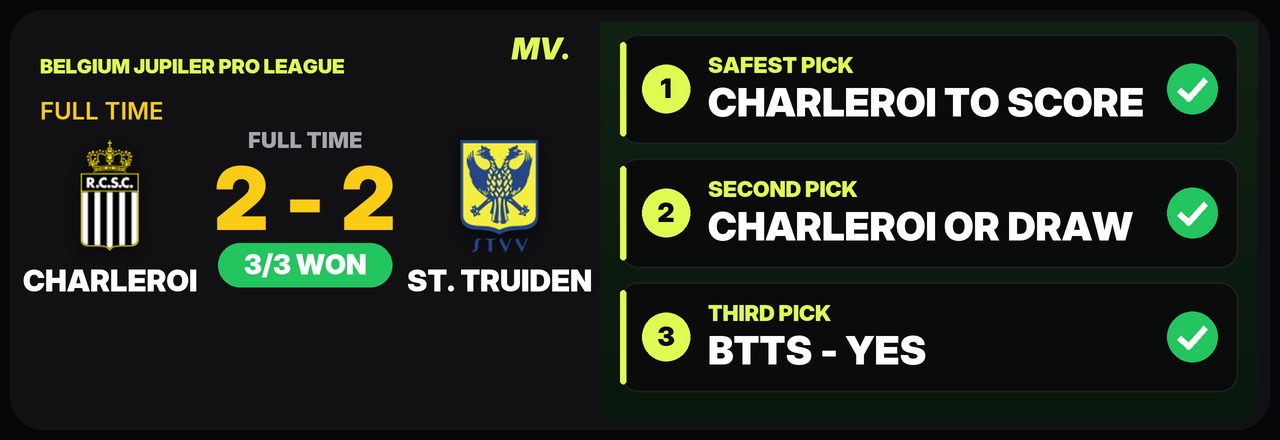 MV.
BELGIUM JUPILER PRO LEAGUE
FULL TIME
FULL TIME
2 - 2
3/3 WON
R.C.S.C.
CHARLEROI
STVV
ST. TRUIDEN
1
SAFEST PICK
CHARLEROI TO SCORE
2
SECOND PICK
CHARLEROI OR DRAW
3
THIRD PICK
BTTS - YES